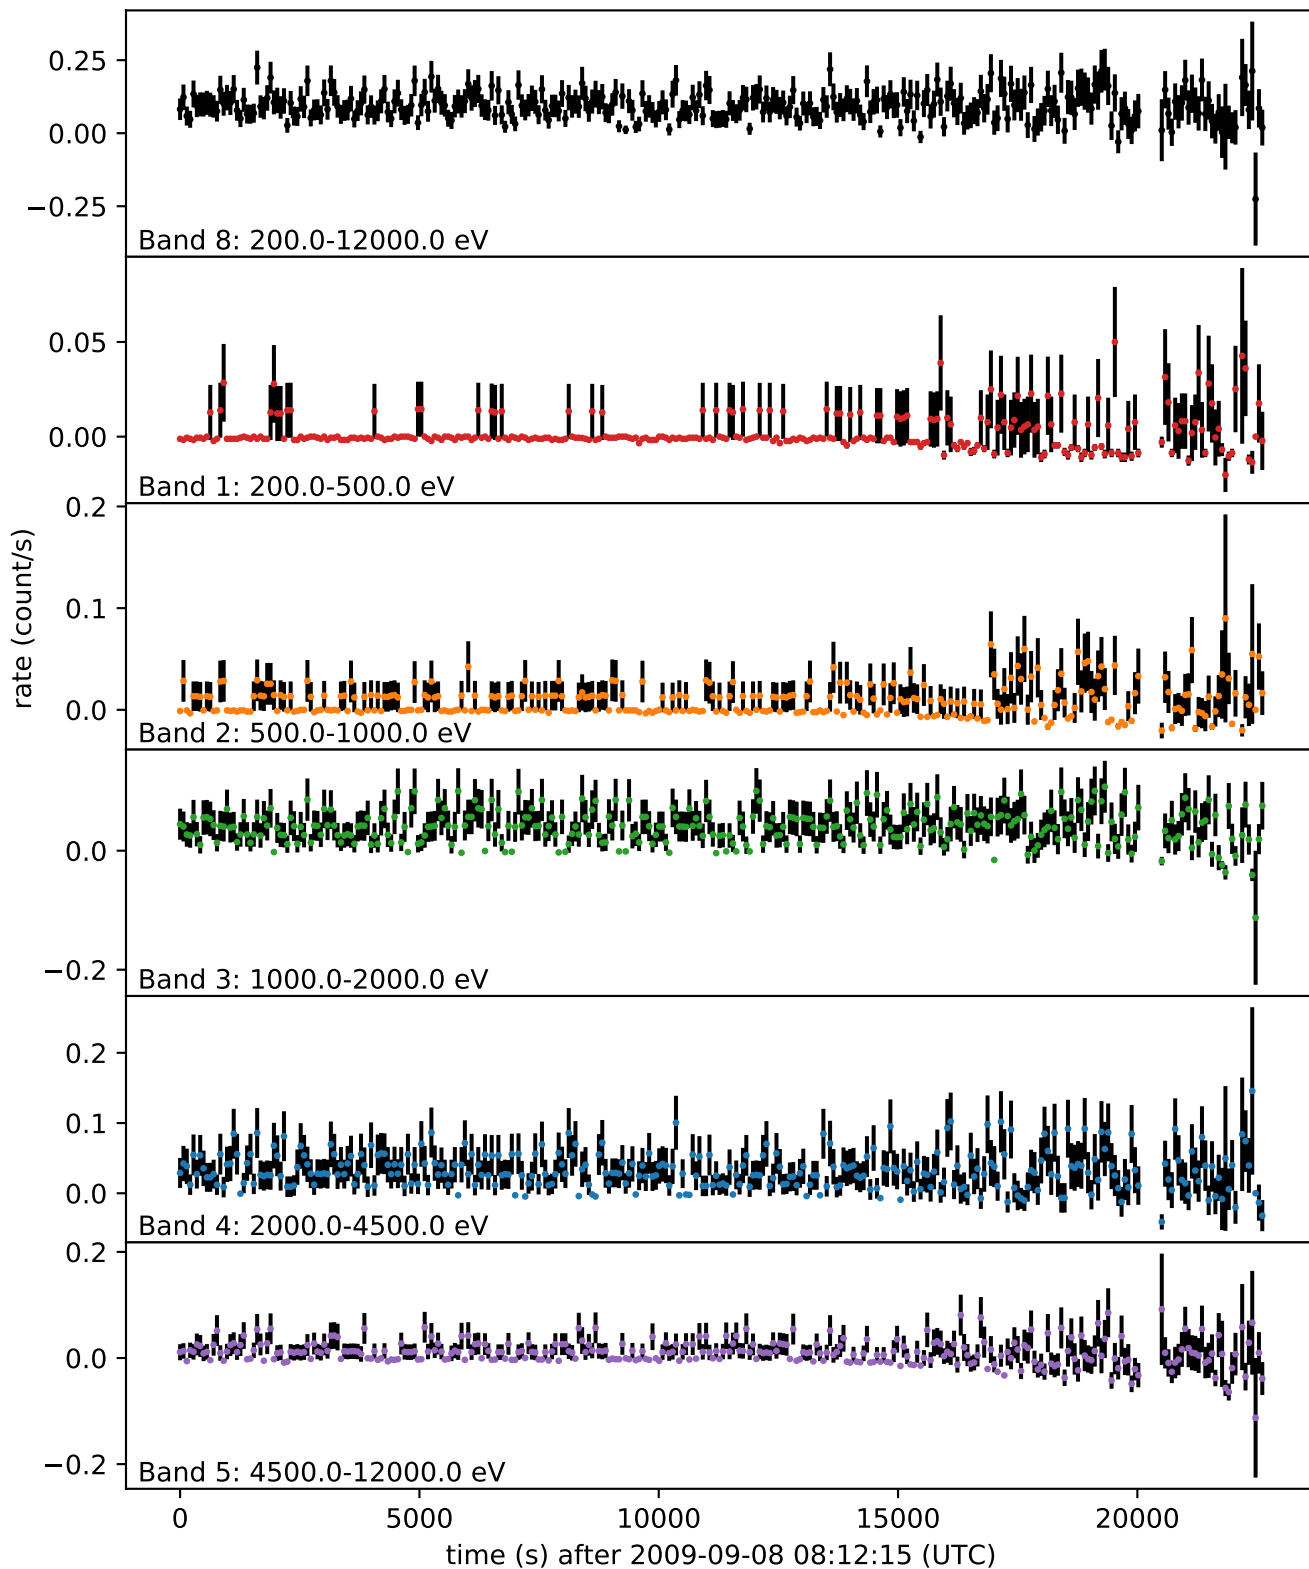 0.25
0.00
−0.25
Band 8: 200.0-12000.0 eV
0.05
0.00
Band 1: 200.0-500.0 eV
rate (count/s)
0.2
0.1
0.0
Band 2: 500.0-1000.0 eV
0.0
−0.2
Band 3: 1000.0-2000.0 eV
0.2
0.1
0.0
Band 4: 2000.0-4500.0 eV
0.2
0.0
−0.2
Band 5: 4500.0-12000.0 eV
0 5000 10000 15000 20000
time (s) after 2009-09-08 08:12:15 (UTC)